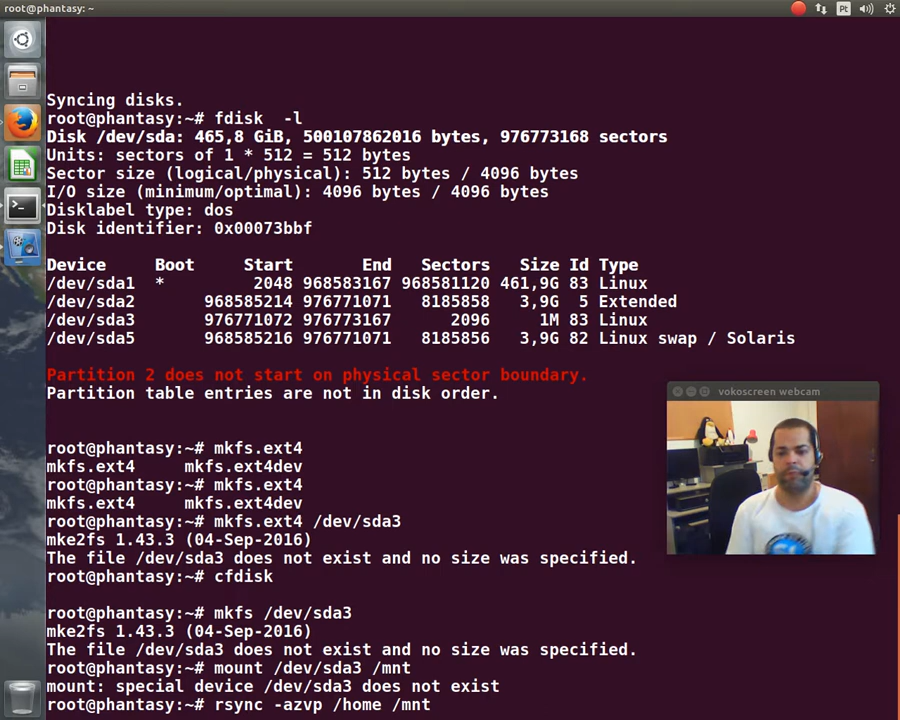 root@phantasy: ~
Pt
Syncing disks.
root@phantasy:~# fdisk  -l
Disk /dev/sda: 465,8 GiB, 500107862016 bytes, 976773168 sectors
Units: sectors of 1 * 512 = 512 bytes
Sector size (logical/physical): 512 bytes / 4096 bytes
I/O size (minimum/optimal): 4096 bytes / 4096 bytes
Disklabel type: dos
Disk identifier: 0x00073bbf
Device     Boot     Start       End   Sectors   Size Id Type
/dev/sda1  *         2048 968583167 968581120 461,9G 83 Linux
/dev/sda2       968585214 976771071   8185858   3,9G  5 Extended
/dev/sda3       976771072 976773167      2096     1M 83 Linux
/dev/sda5       968585216 976771071   8185856   3,9G 82 Linux swap / Solaris
Partition 2 does not start on physical sector boundary.
Partition table entries are not in disk order.
root@phantasy:~# mkfs.ext4
mkfs.ext4     mkfs.ext4dev
root@phantasy:~# mkfs.ext4
mkfs.ext4     mkfs.ext4dev
root@phantasy:~# mkfs.ext4 /dev/sda3
mke2fs 1.43.3 (04-Sep-2016)
The file /dev/sda3 does not exist and no size was specified.
root@phantasy:~# cfdisk
root@phantasy:~# mkfs /dev/sda3
mke2fs 1.43.3 (04-Sep-2016)
The file /dev/sda3 does not exist and no size was specified.
root@phantasy:~# mount /dev/sda3 /mnt
mount: special device /dev/sda3 does not exist
root@phantasy:~# rsync -azvp /home /mnt
vokoscreen webcam